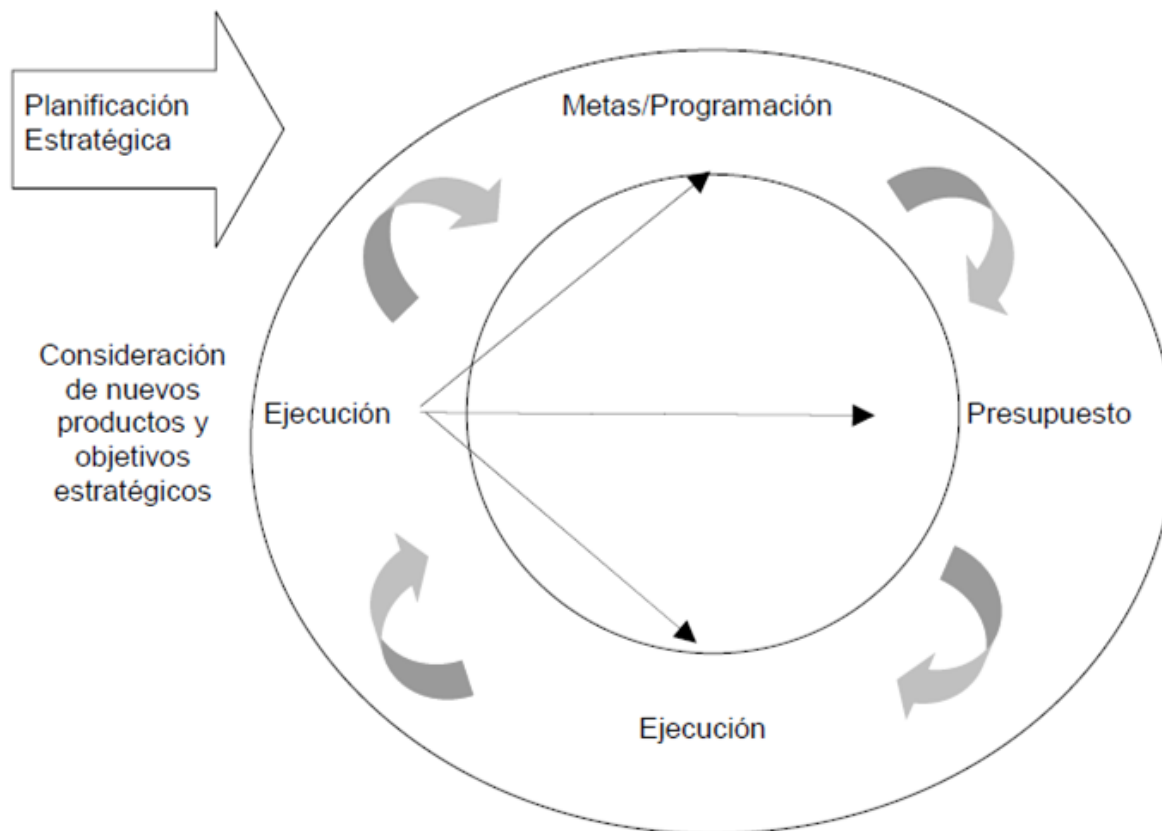 Planificación
Estratégica
Metas/Programación
Consideración
de nuevos
productos y
objetivos
estratégicos
Ejecución
Presupuesto
Ejecución